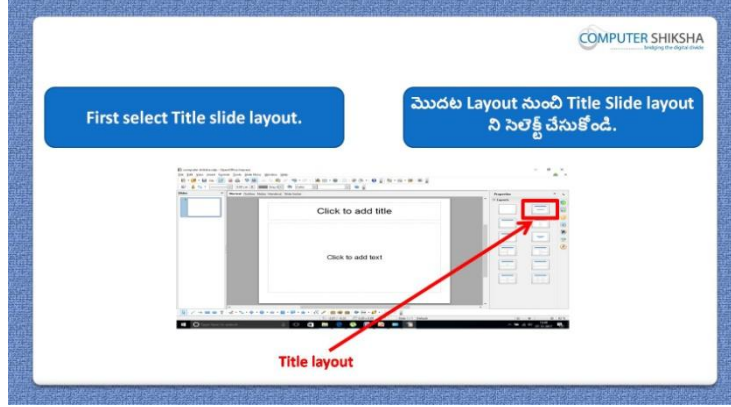 COMPUTER SHIKSHA
bridging the digital divide
First select Title slide layout.
మొదట Layout నుంచి Title Slide layout
ని సెలెక్ట్ చేసుకోండి.
Click to add title
Click to add text
Title layout